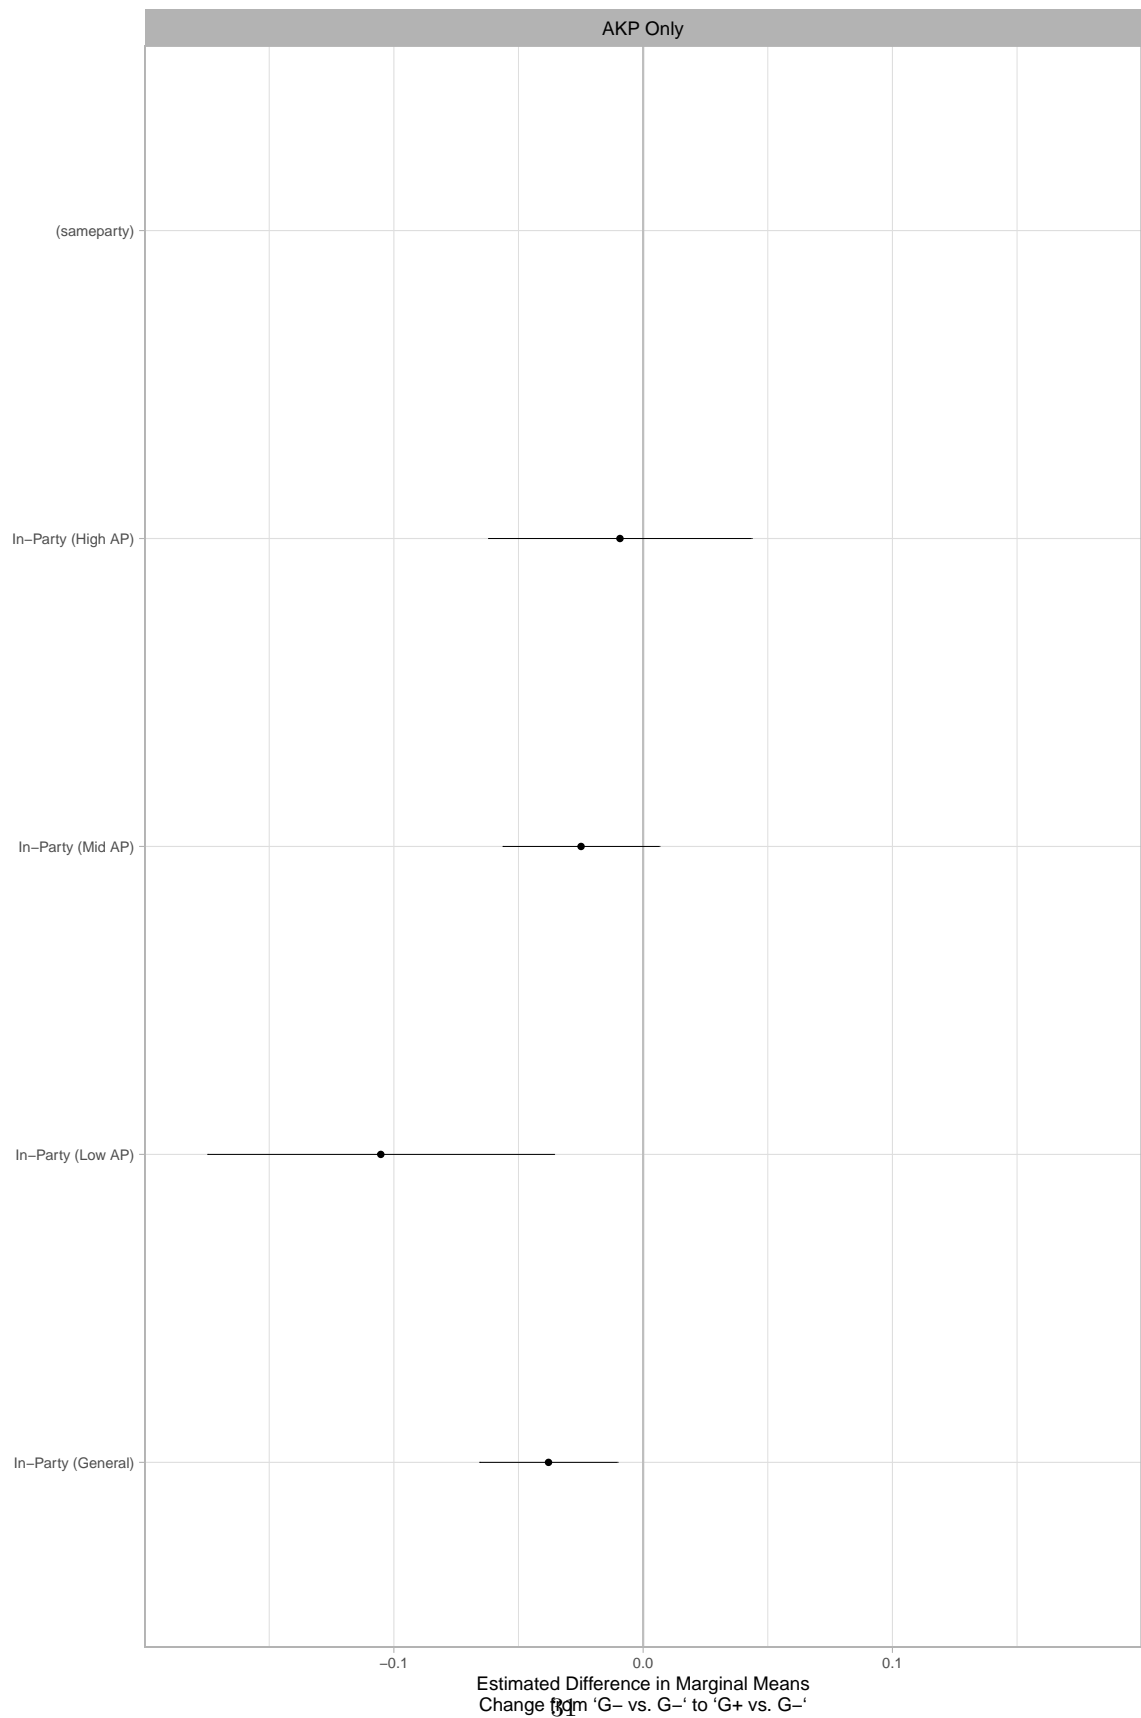 AKP Only
(sameparty)
In−Party (High AP)
In−Party (Mid AP)
In−Party (Low AP)
In−Party (General)
−0.1 0.0 0.1
Estimated Difference in Marginal Means
Change from ‘G− vs. G−‘ to ‘G+ vs. G−‘
31